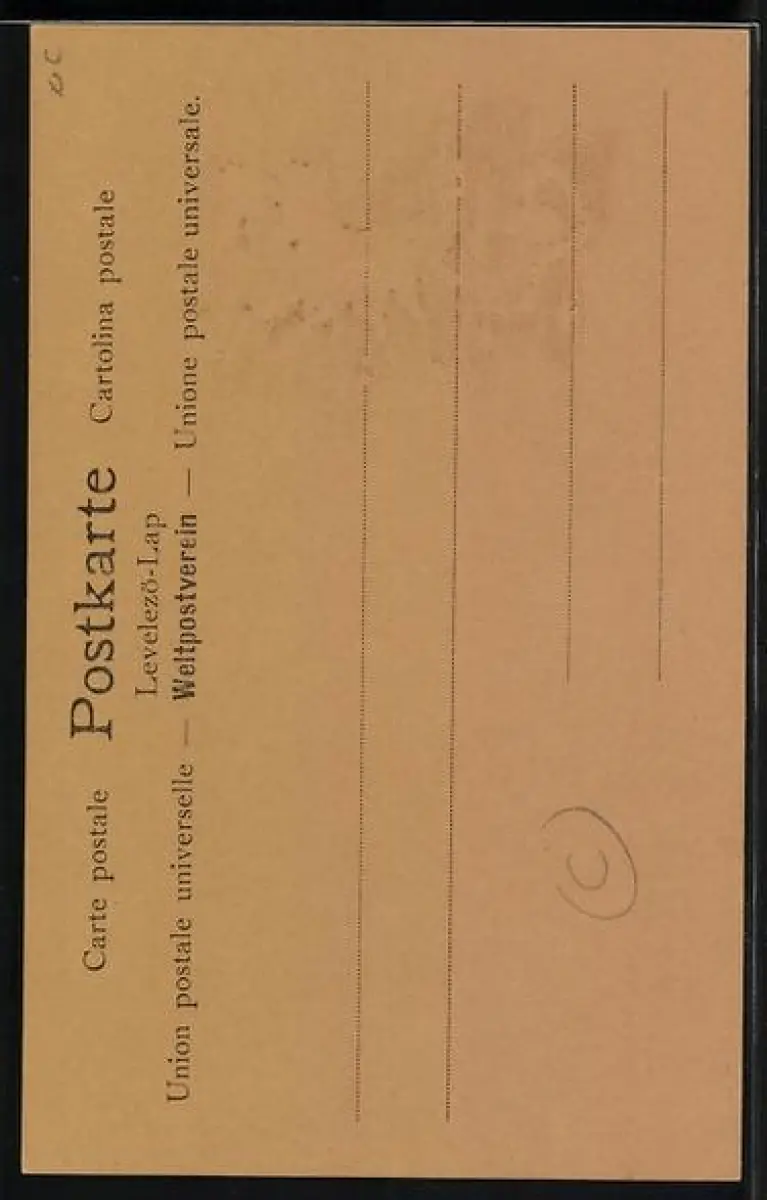 Carte postale Postkarte Cartolina postale
Levelező-Lap
Union postale universelle — Weltpostverein — Unione postale universale.
C